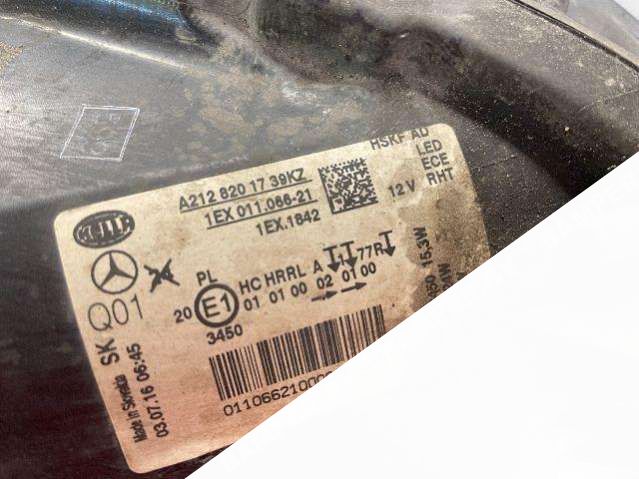 HSKF AD
LED
ECE
RHT
12V
A212 820 17 39KZ
1EX 011.066-21
1EX.1842
HELLA
Q01
PL
20 E1
HC HRRL A
01 01 00 02 01 00
77R
3450
15.3W
SK
Made in Slovakia
03.07.16 06:45